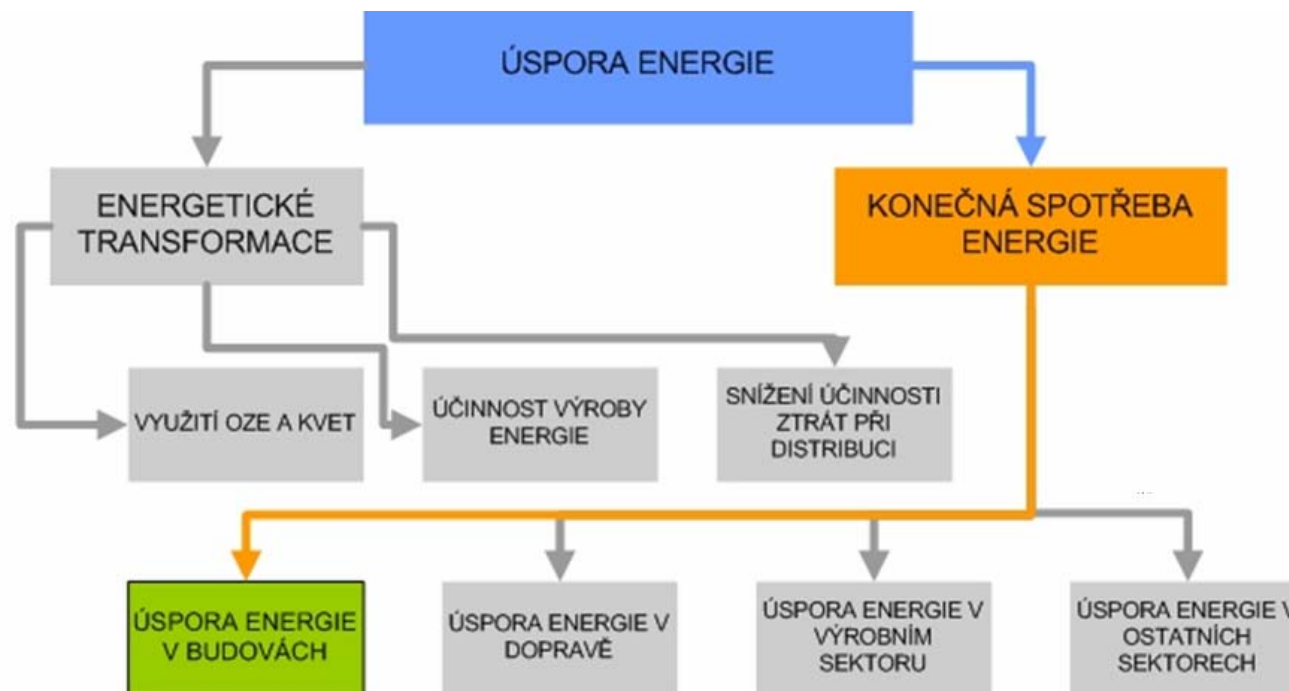 ÚSPORA ENERGIE
ENERGETICKÉ
TRANSFORMACE
KONEČNÁ SPOTŘEBA
ENERGIE
VYUŽITÍ OZE A KVET
ÚČINNOST VÝROBY
ENERGIE
SNÍŽENÍ ÚČINNOSTI
ZTRÁT PŘI
DISTRIBUCI
ÚSPORA ENERGIE
V BUDOVÁCH
ÚSPORA ENERGIE V
DOPRAVĚ
ÚSPORA ENERGIE V
VÝROBNÍM
SEKTORU
ÚSPORA ENERGIE V
OSTATNÍCH
SEKTORECH